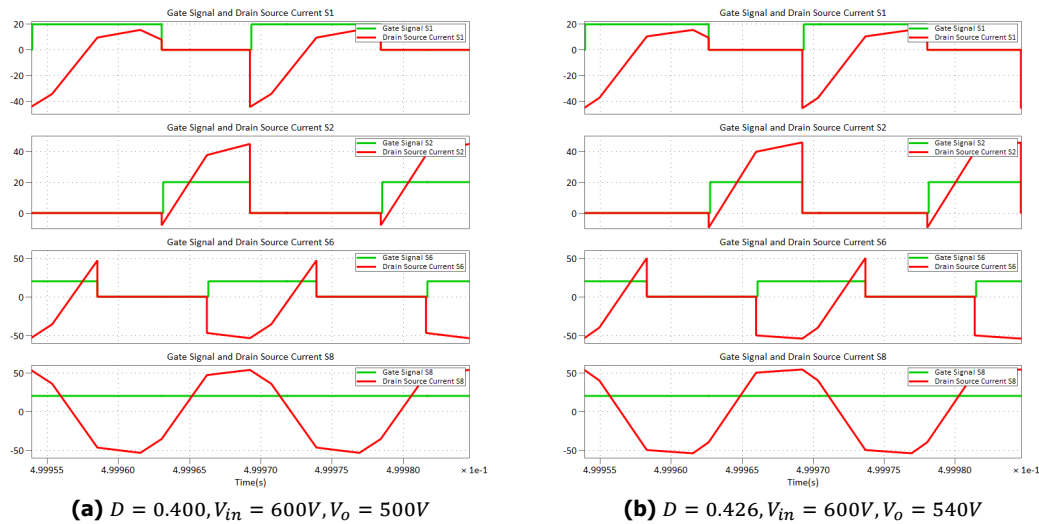 Gate Signal and Drain Source Current S1
20
0
-20
-40
Gate Signal S1
Drain Source Current S1
Gate Signal and Drain Source Current S2
40
20
0
Gate Signal S2
Drain Source Current S2
Gate Signal and Drain Source Current S6
50
0
-50
Gate Signal S6
Drain Source Current S6
Gate Signal and Drain Source Current S8
50
0
-50
Gate Signal S8
Drain Source Current S8
4.99955 4.99960 4.99965 4.99970 4.99975 4.99980 × 1e-1
Time(s)
(a) D = 0.400, V_in = 600V, V_o = 500V
Gate Signal and Drain Source Current S1
20
0
-20
-40
Gate Signal S1
Drain Source Current S1
Gate Signal and Drain Source Current S2
40
20
0
Gate Signal S2
Drain Source Current S2
Gate Signal and Drain Source Current S6
50
0
-50
Gate Signal S6
Drain Source Current S6
Gate Signal and Drain Source Current S8
50
0
-50
Gate Signal S8
Drain Source Current S8
4.99955 4.99960 4.99965 4.99970 4.99975 4.99980 × 1e-1
Time(s)
(b) D = 0.426, V_in = 600V, V_o = 540V